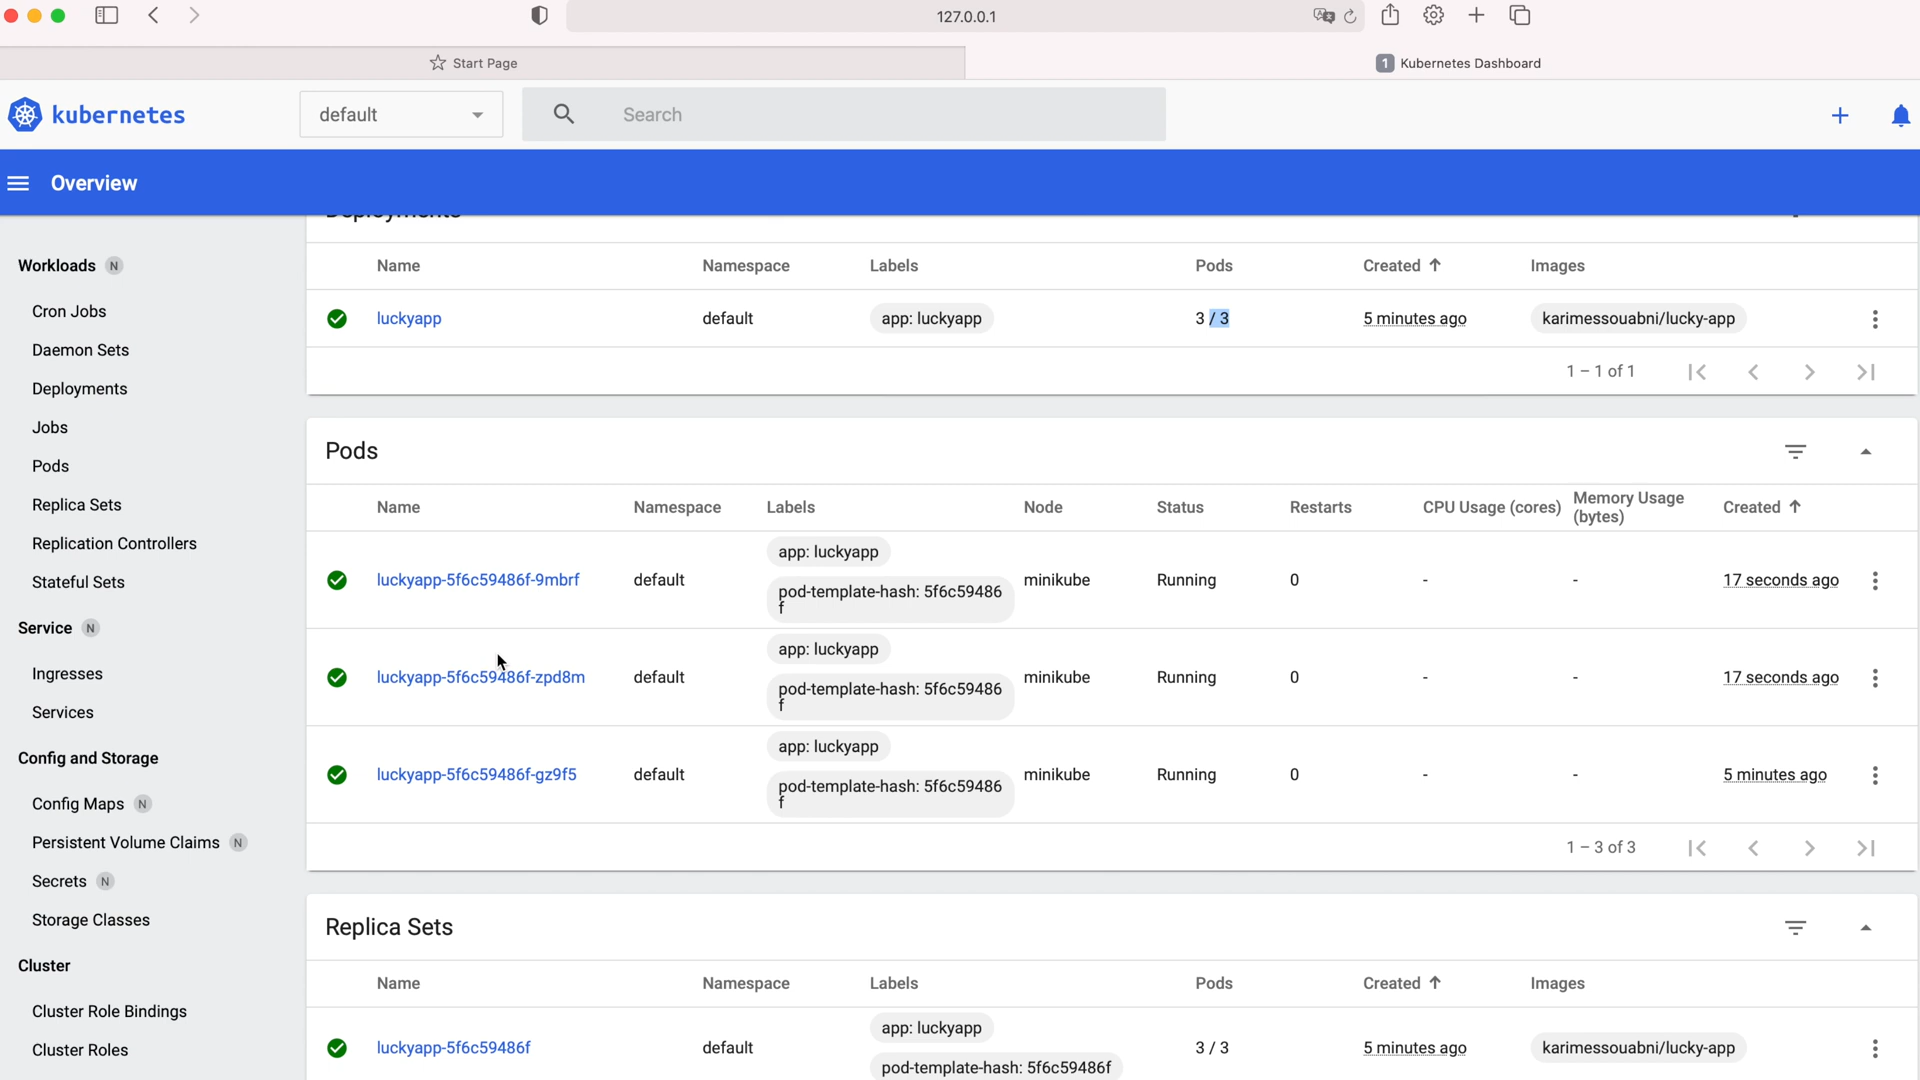 127.0.0.1
Start Page
1 Kubernetes Dashboard
kubernetes
default
Search
Overview
Workloads N
Cron Jobs
Daemon Sets
Deployments
Jobs
Pods
Replica Sets
Replication Controllers
Stateful Sets
Service N
Ingresses
Services
Config and Storage
Config Maps N
Persistent Volume Claims N
Secrets N
Storage Classes
Cluster
Cluster Role Bindings
Cluster Roles
Deployments
Name Namespace Labels Pods Created Images
luckyapp default app: luckyapp 3 / 3 5 minutes ago karimessouabni/lucky-app
1 – 1 of 1
Pods
Name Namespace Labels Node Status Restarts CPU Usage (cores) Memory Usage (bytes) Created
app: luckyapp
luckyapp-5f6c59486f-9mbrf default pod-template-hash: 5f6c59486 minikube Running 0 - - 17 seconds ago
f
app: luckyapp
luckyapp-5f6c59486f-zpd8m default pod-template-hash: 5f6c59486 minikube Running 0 - - 17 seconds ago
f
app: luckyapp
luckyapp-5f6c59486f-gz9f5 default pod-template-hash: 5f6c59486 minikube Running 0 - - 5 minutes ago
f
1 – 3 of 3
Replica Sets
Name Namespace Labels Pods Created Images
app: luckyapp
luckyapp-5f6c59486f default 3 / 3 5 minutes ago karimessouabni/lucky-app
pod-template-hash: 5f6c59486f